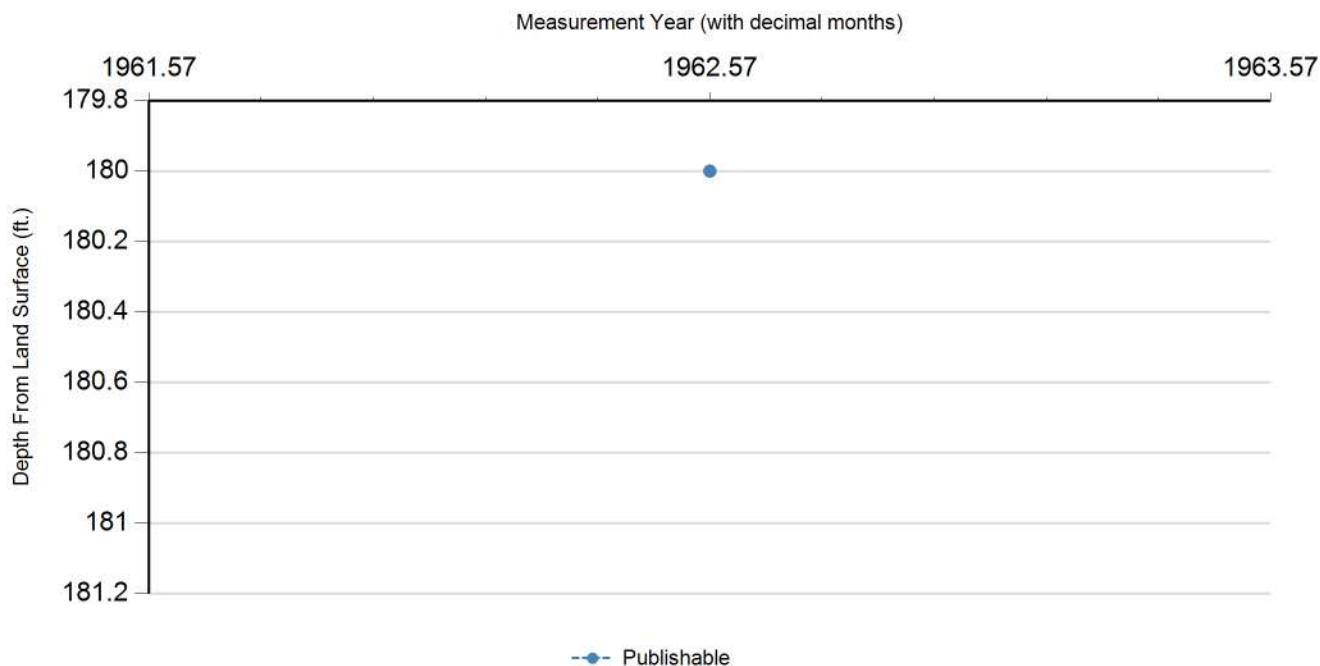 Measurement Year (with decimal months)
1961.57 1962.57 1963.57
179.8
180
180.2
180.4
180.6
180.8
181
181.2
Depth From Land Surface (ft.)
Publishable